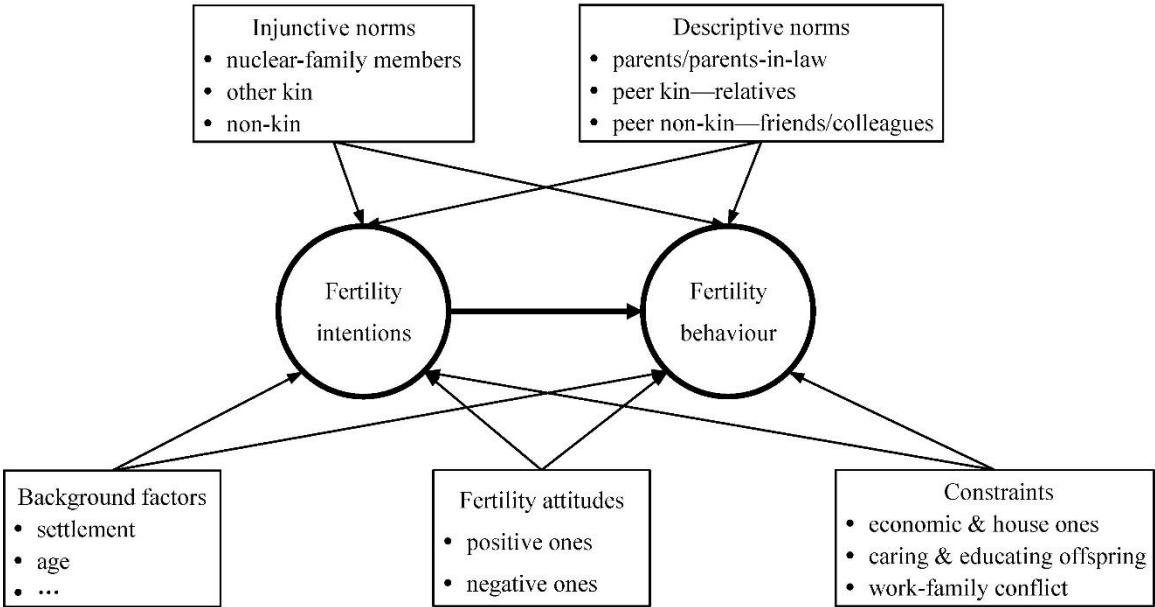 Injunctive norms
• nuclear-family members
• other kin
• non-kin
Descriptive norms
• parents/parents-in-law
• peer kin—relatives
• peer non-kin—friends/colleagues
Fertility
intentions
Fertility
behaviour
Background factors
• settlement
• age
• ...
Fertility attitudes
• positive ones
• negative ones
Constraints
• economic & house ones
• caring & educating offspring
• work-family conflict